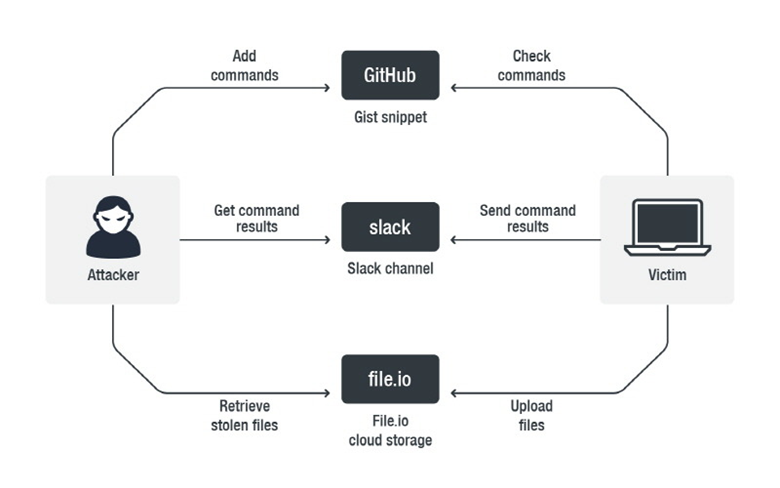 Add
commands
GitHub
Check
commands
Gist snippet
Get command
results
slack
Send command
results
Attacker
Slack channel
Victim
file.io
Retrieve
stolen files
File.io
cloud storage
Upload
files